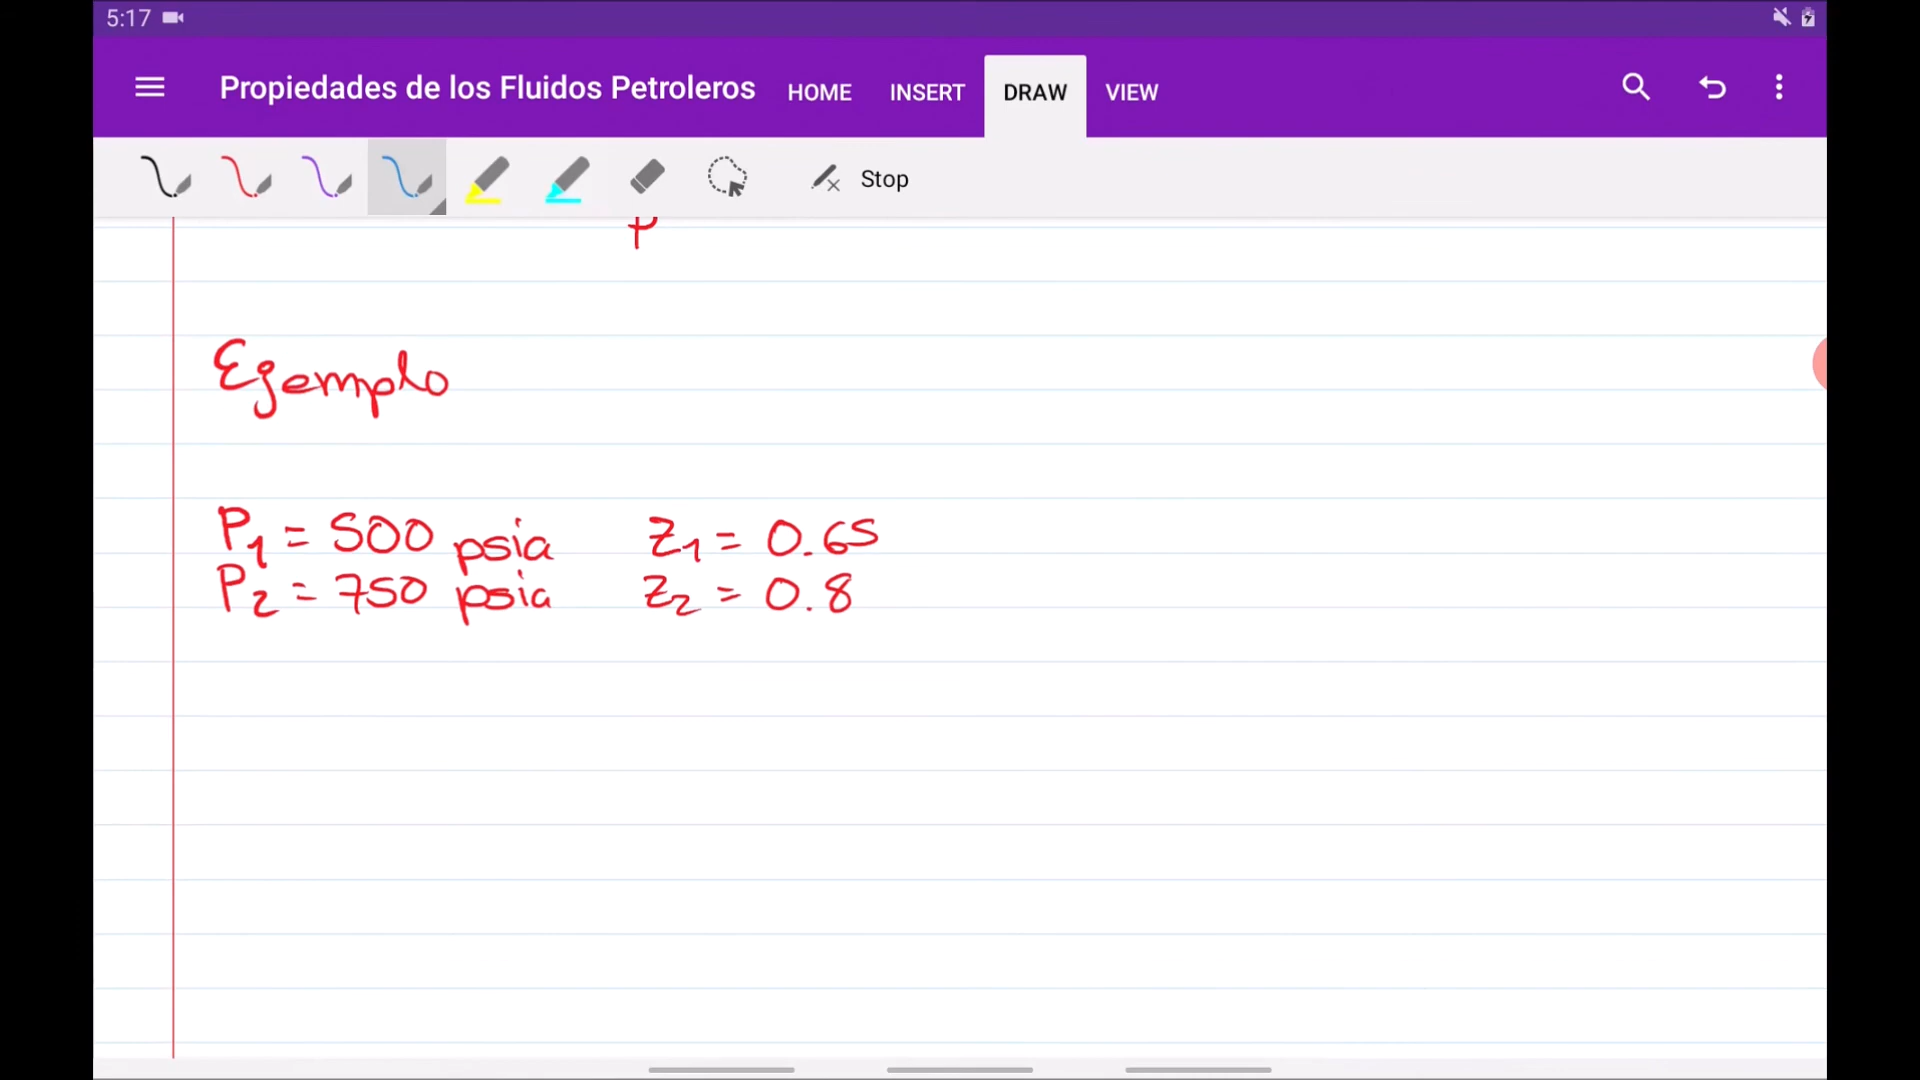 5:17
Propiedades de los Fluidos Petroleros HOME INSERT DRAW VIEW
Stop
Ejemplo
P1 = 500 psia z1 = 0.65
P2 = 750 psia z2 = 0.8